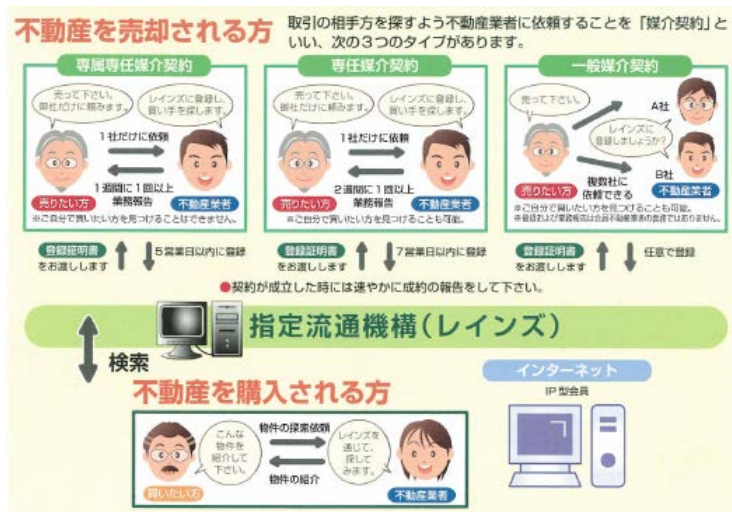 不動産を売却される方
取引の相手方を探すよう不動産業者に依頼することを「媒介契約」と
いい、次の3つのタイプがあります。
専属専任媒介契約
売って下さい。
御社だけに頼みます。
レインズに登録し、
買い手を探します。
1社だけに依頼
1週間に1回以上
業務報告
売りたい方
不動産業者
※ご自分で買いたい方を見つけることはできません。
登録証明書
をお渡しします
5営業日以内に登録
専任媒介契約
売って下さい。
御社だけに頼みます。
レインズに登録し、
買い手を探します。
1社だけに依頼
2週間に1回以上
業務報告
売りたい方
不動産業者
※ご自分で買いたい方を見つけることも可能。
登録証明書
をお渡しします
7営業日以内に登録
一般媒介契約
売って下さい。
A社
レインズに
登録しましょうか?
B社
複数社に
依頼できる
売りたい方
不動産業者
※ご自分で買いたい方を見つけることも可能。
登録証明書
をお渡しします
任意で登録
●契約が成立した時には速やかに成約の報告をして下さい。
指定流通機構(レインズ)
検索
不動産を購入される方
こんな
物件を
紹介して
下さい。
物件の探索依頼
物件の紹介
レインズを
通じて、
探して
みます。
買いたい方
不動産業者
インターネット
IP型会員